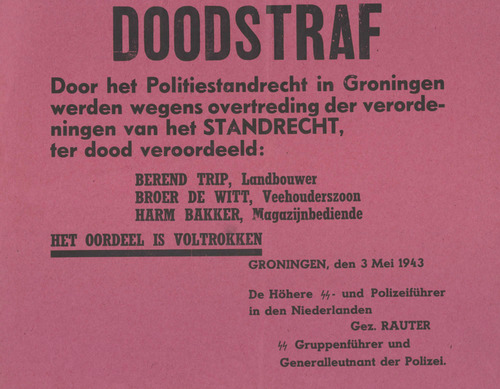 DOODSTRAF
Door het Politiestandrecht in Groningen
werden wegens overtreding der verorde-
ningen van het STANDRECHT,
ter dood veroordeeld:
BEREND TRIP, Landbouwer
BROER DE WITT, Veehouderszoon
HARM BAKKER, Magazijnbediende
HET OORDEEL IS VOLTROKKEN
GRONINGEN, den 3 Mei 1943
De Höhere ᛋᛋ- und Polizeiführer
in den Niederlanden
Gez. RAUTER
ᛋᛋ Gruppenführer und
Generalleutnant der Polizei.